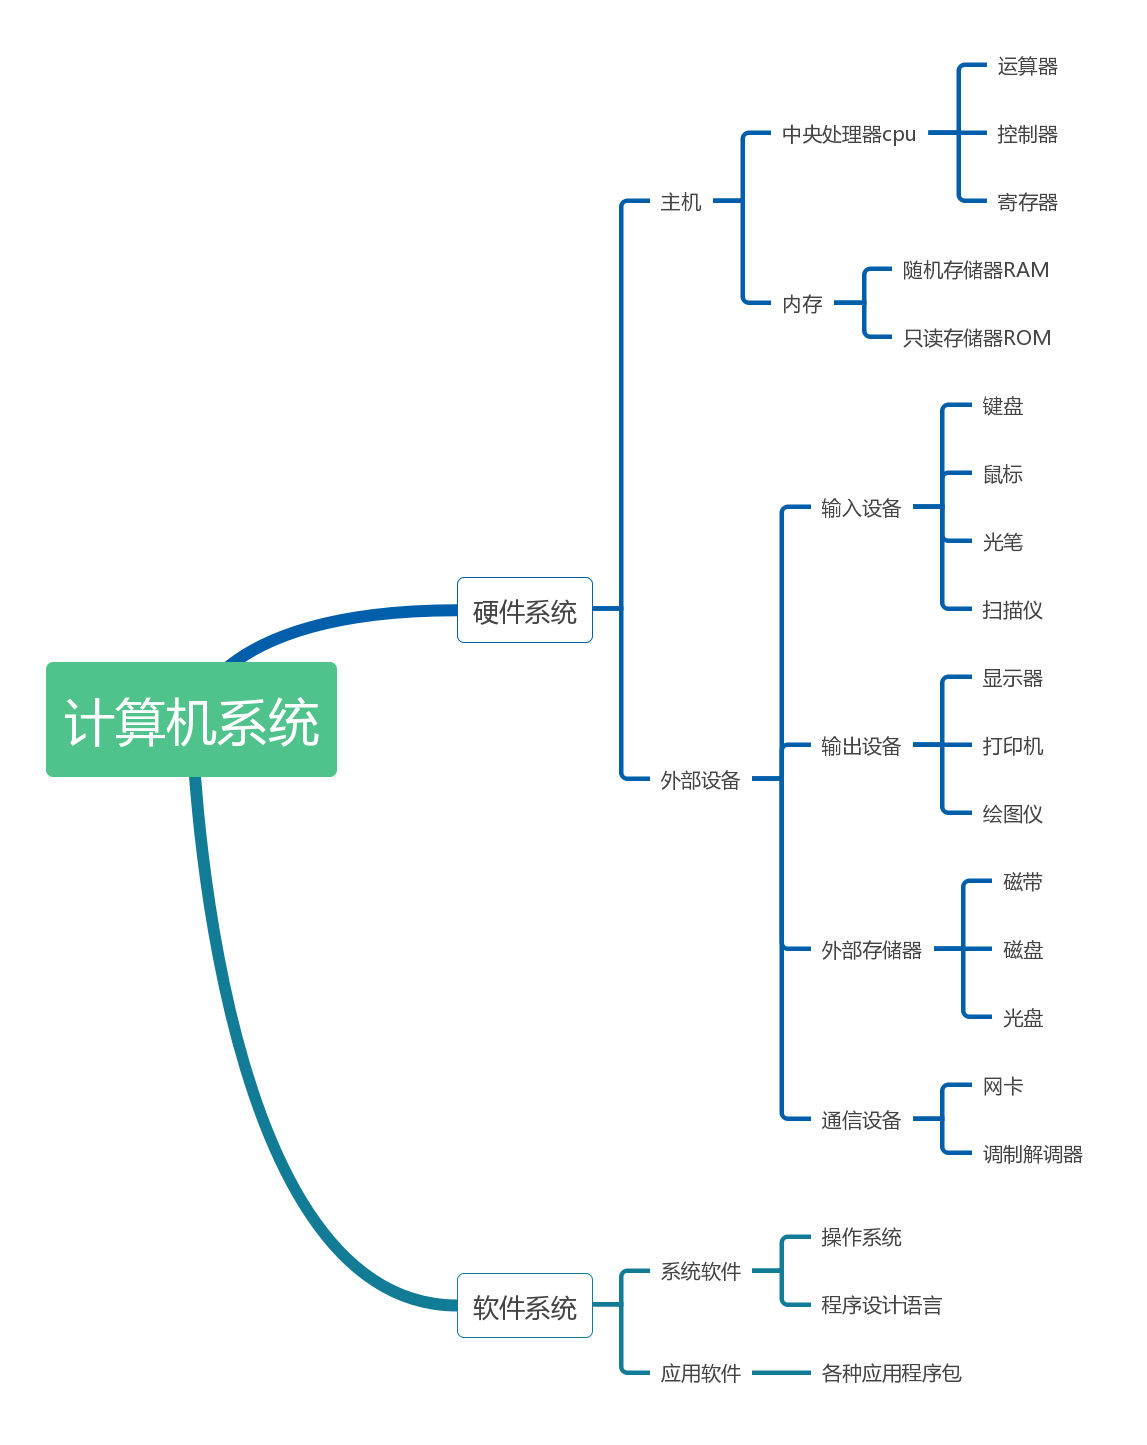 计算机系统
硬件系统
主机
中央处理器cpu
运算器
控制器
寄存器
内存
随机存储器RAM
只读存储器ROM
外部设备
输入设备
键盘
鼠标
光笔
扫描仪
输出设备
显示器
打印机
绘图仪
外部存储器
磁带
磁盘
光盘
通信设备
网卡
调制解调器
软件系统
系统软件
操作系统
程序设计语言
应用软件
各种应用程序包